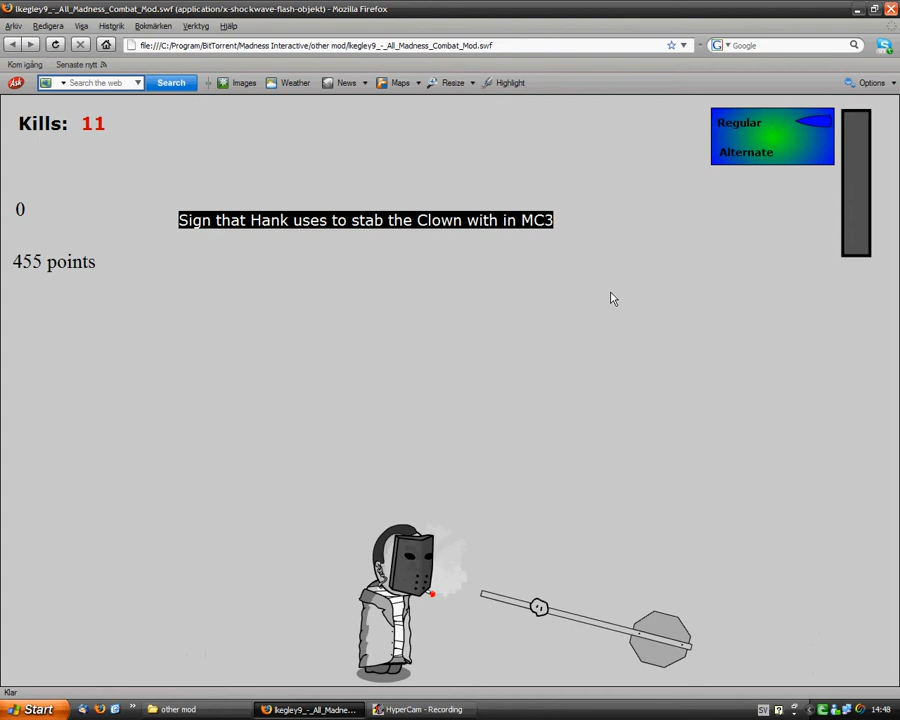 lkegley9_-_All_Madness_Combat_Mod.swf (application/x-shockwave-flash-objekt) - Mozilla Firefox
Arkiv Redigera Visa Historik Bokmärken Verktyg Hjälp
file:///C:/Program/BitTorrent/Madness Interactive/other mod/lkegley9_-_All_Madness_Combat_Mod.swf
G Google
Kom igång Senaste nytt
Ask Search the web Search Images Weather News Maps Resize Highlight Options
Kills: 11
Regular
Alternate
0
Sign that Hank uses to stab the Clown with in MC3
455 points
Klar
Start other mod lkegley9_-_All_Madne... HyperCam - Recording SV 14:48